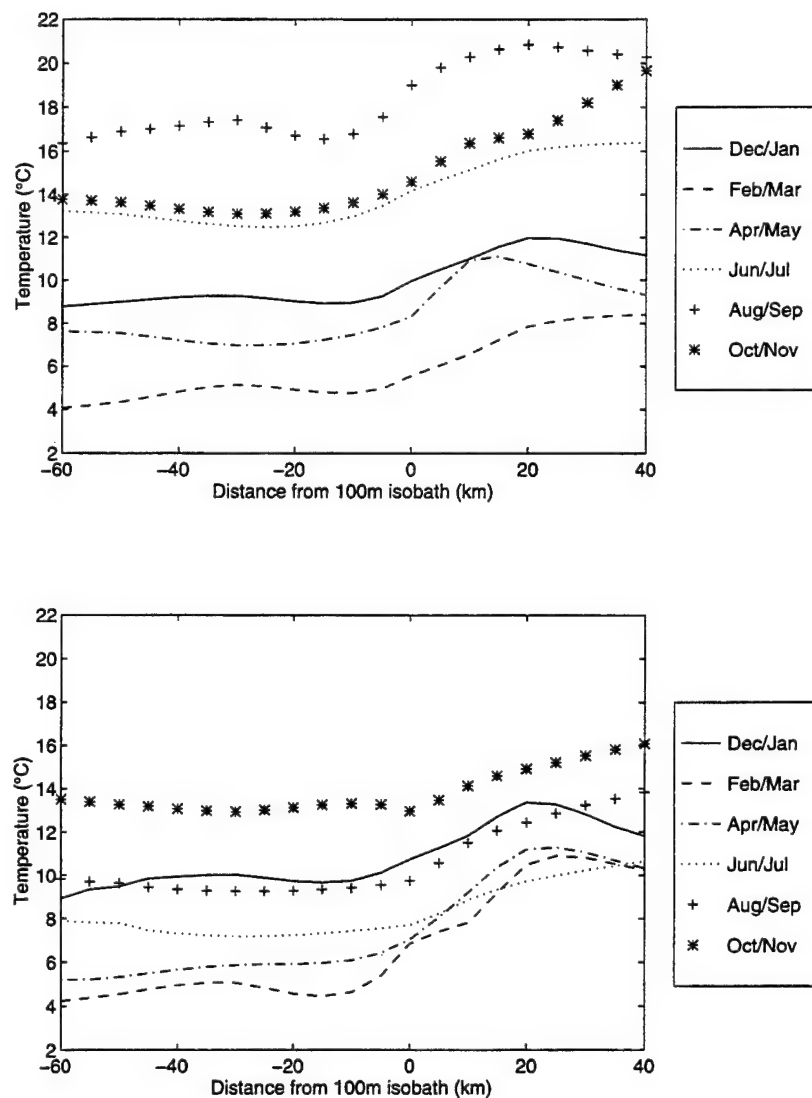 22
20
18
16
14
12
10
8
6
4
2
Temperature (°C)
-60
-40
-20
0
20
40
Distance from 100m isobath (km)
Dec/Jan
Feb/Mar
Apr/May
Jun/Jul
Aug/Sep
Oct/Nov
22
20
18
16
14
12
10
8
6
4
2
Temperature (°C)
-60
-40
-20
0
20
40
Distance from 100m isobath (km)
Dec/Jan
Feb/Mar
Apr/May
Jun/Jul
Aug/Sep
Oct/Nov